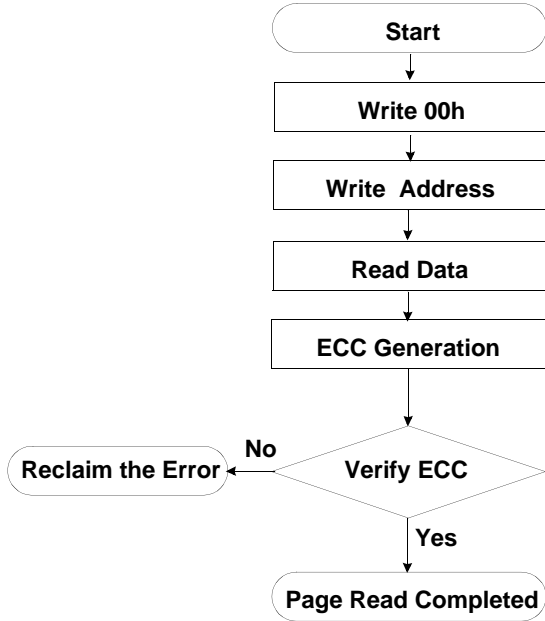 Start
Write 00h
Write Address
Read Data
ECC Generation
No
Reclaim the Error
Verify ECC
Yes
Page Read Completed